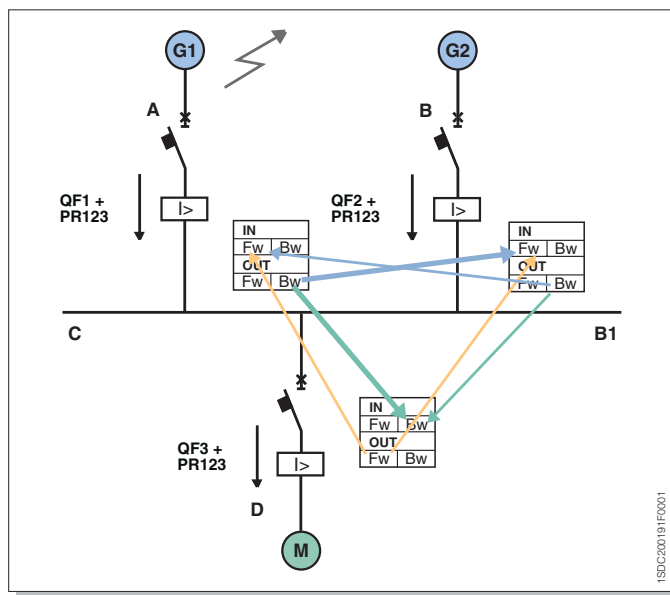 G1
G2
A
B
QF1 +
PR123
I>
QF2 +
PR123
I>
IN
Fw Bw
OUT
Fw Bw
IN
Fw Bw
OUT
Fw Bw
C
B1
IN
Fw Bw
OUT
Fw Bw
QF3 +
PR123
I>
D
M
1SDC200191F0001